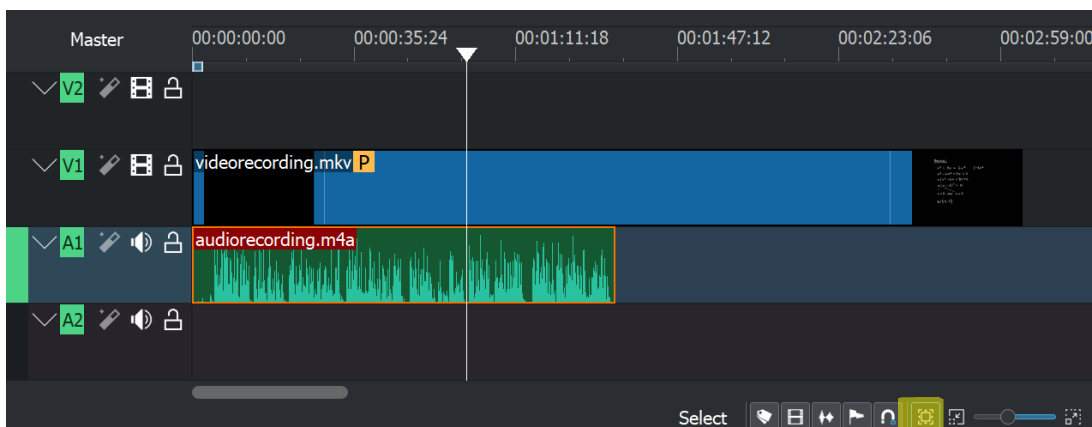 Master 00:00:00:00 00:00:35:24 00:01:11:18 00:01:47:12 00:02:23:06 00:02:59:00
V2
V1 videorecording.mkv P
A1 audiorecording.m4a
A2
Select